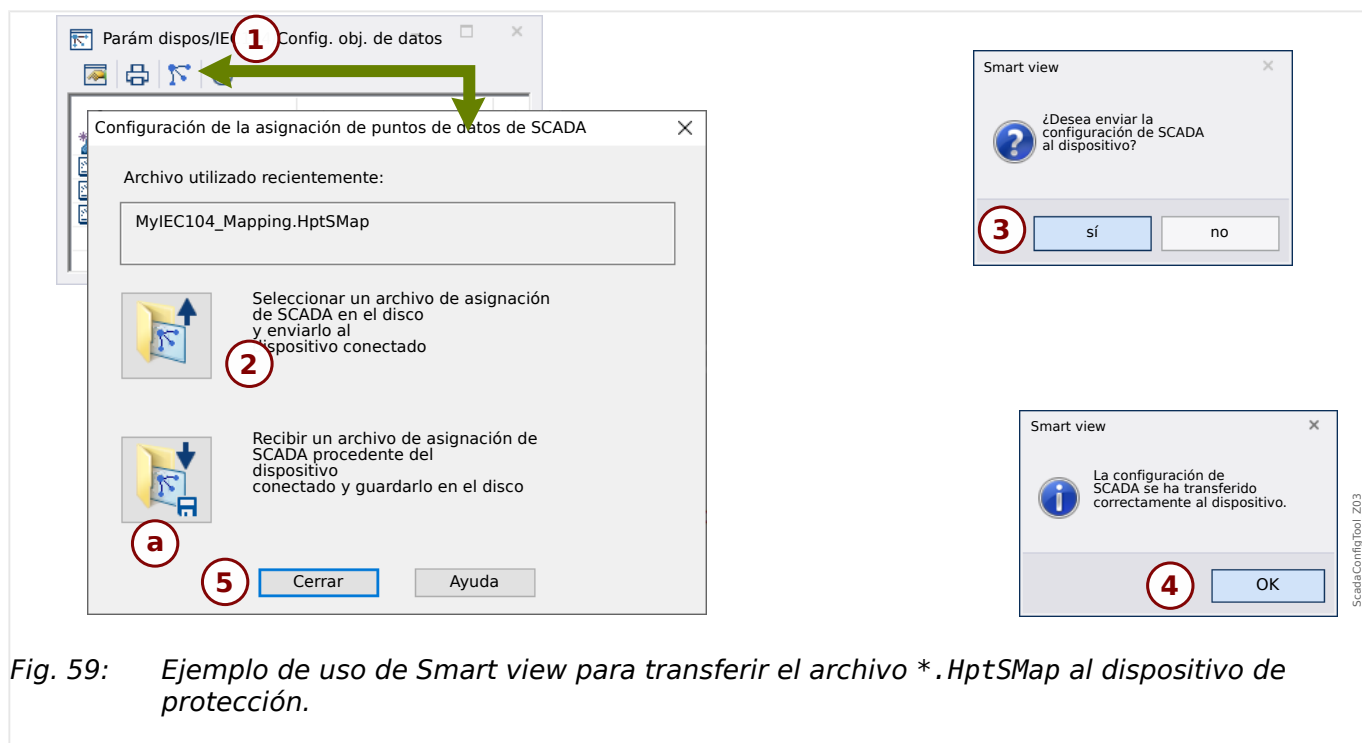 Parám dispos/IE
1
Config. obj. de datos
Configuración de la asignación de puntos de datos de SCADA
Archivo utilizado recientemente:
MyIEC104_Mapping.HptSMap
Seleccionar un archivo de asignación
de SCADA en el disco
y enviarlo al
dispositivo conectado
2
Recibir un archivo de asignación de
SCADA procedente del
dispositivo
conectado y guardarlo en el disco
a
5
Cerrar
Ayuda
Smart view
¿Desea enviar la
configuración de SCADA
al dispositivo?
3
sí
no
Smart view
La configuración de
SCADA se ha transferido
correctamente al dispositivo.
4
OK
ScadaConfigTool_Z03
Fig. 59: Ejemplo de uso de Smart view para transferir el archivo *.HptSMap al dispositivo de
protección.